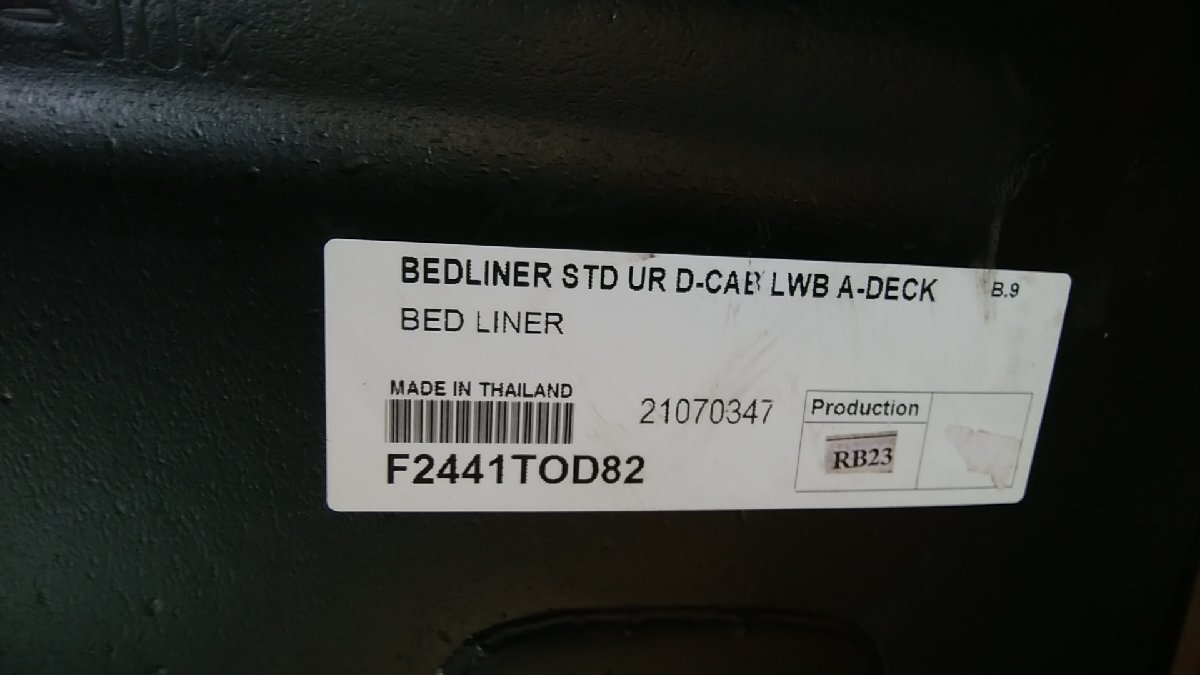 BEDLINER STD UR D-CAB LWB A-DECK B.9
BED LINER
MADE IN THAILAND
21070347
Production
RB23
F2441TOD82